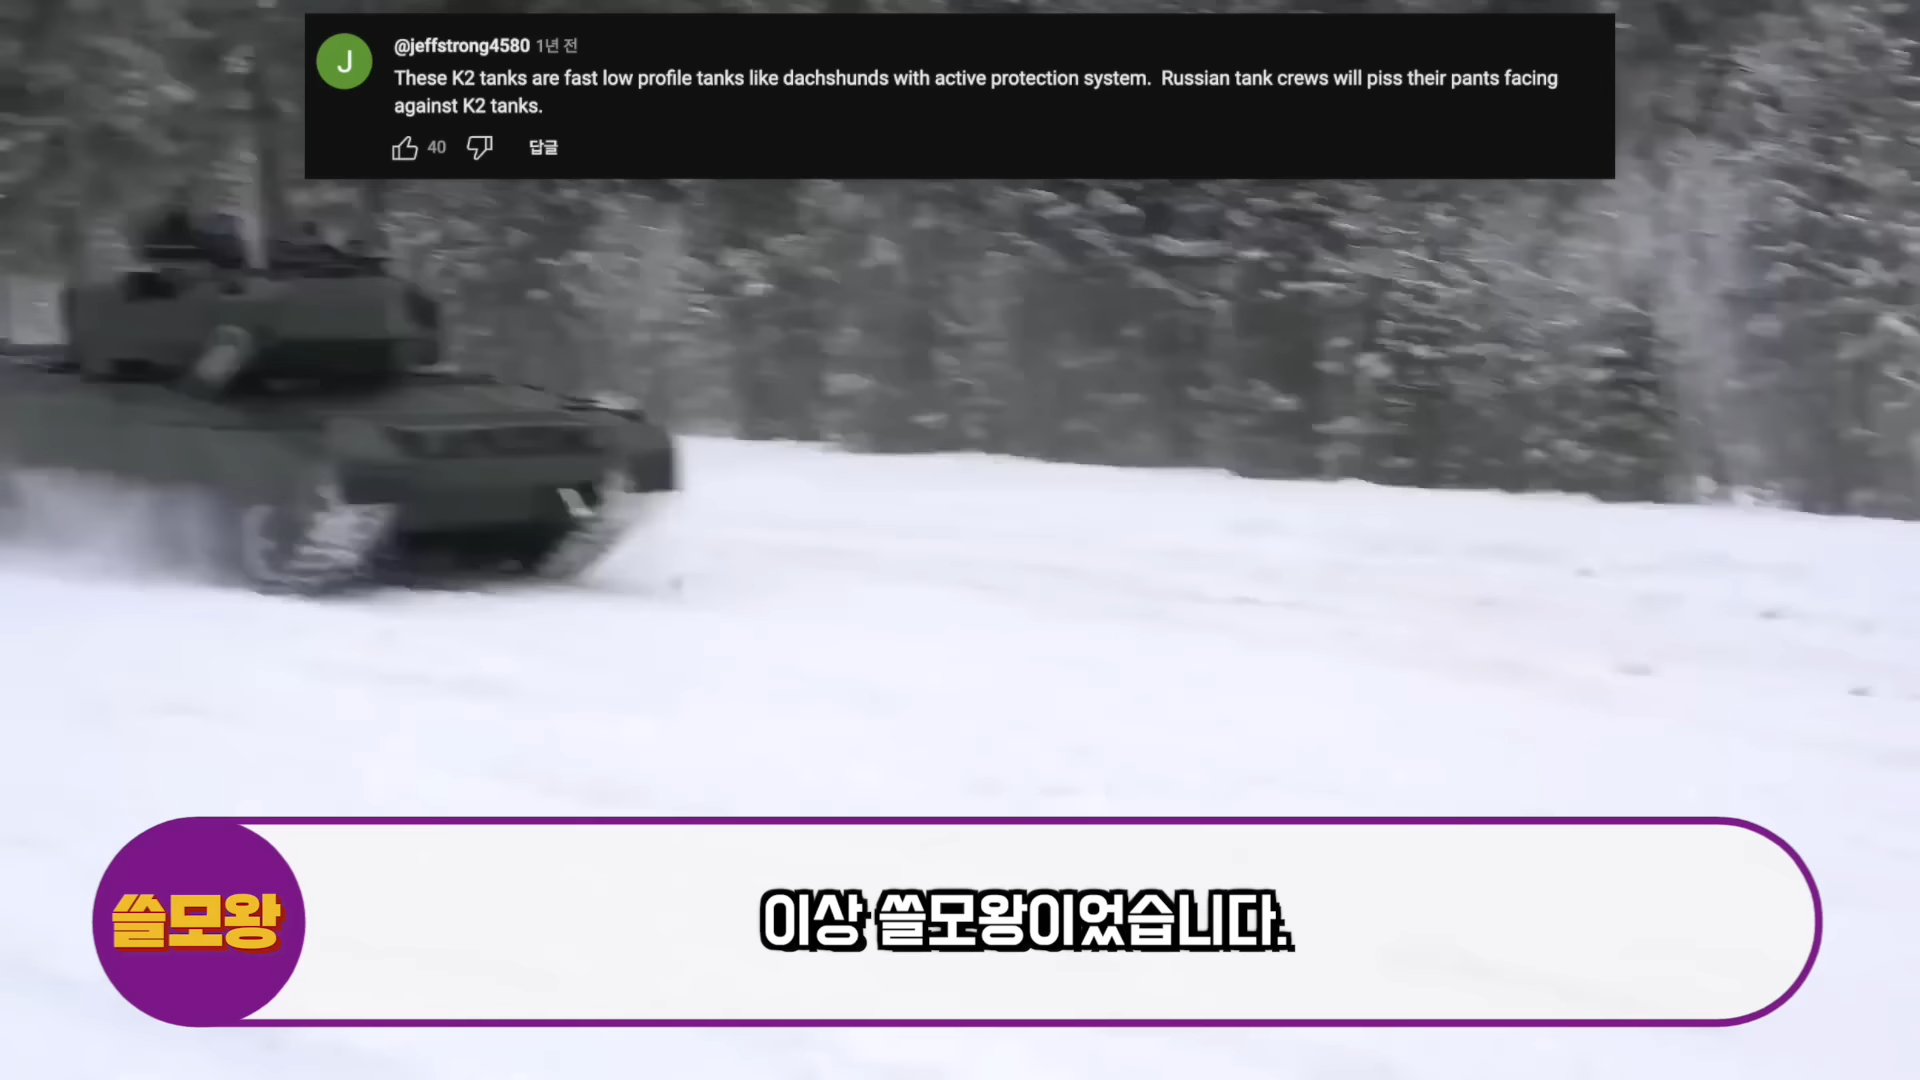 J
@jeffstrong4580 1년 전
These K2 tanks are fast low profile tanks like dachshunds with active protection system.  Russian tank crews will piss their pants facing
against K2 tanks.
40 답글
쓸모왕
이상 쓸모왕이었습니다.